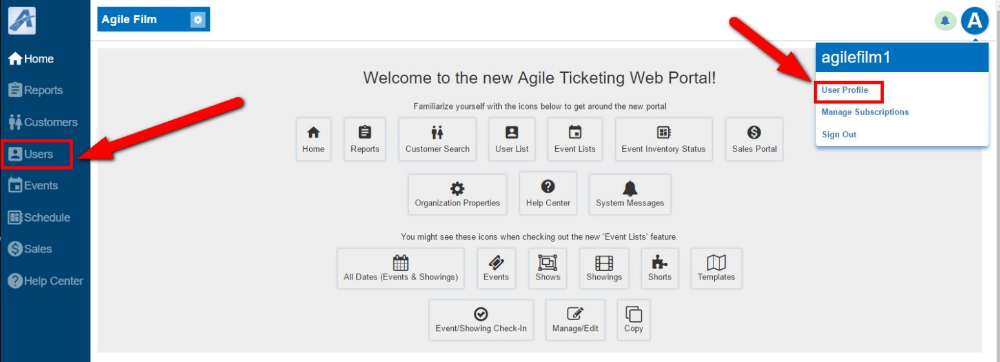 Agile Film
A
agilefilm1
User Profile
Manage Subscriptions
Sign Out
Home
Reports
Customers
Users
Events
Schedule
Sales
Help Center
Welcome to the new Agile Ticketing Web Portal!
Familiarize yourself with the icons below to get around the new portal
Home
Reports
Customer Search
User List
Event Lists
Event Inventory Status
Sales Portal
Organization Properties
Help Center
System Messages
You might see these icons when checking out the new 'Event Lists' feature.
All Dates (Events & Showings)
Events
Shows
Showings
Shorts
Templates
Event/Showing Check-In
Manage/Edit
Copy